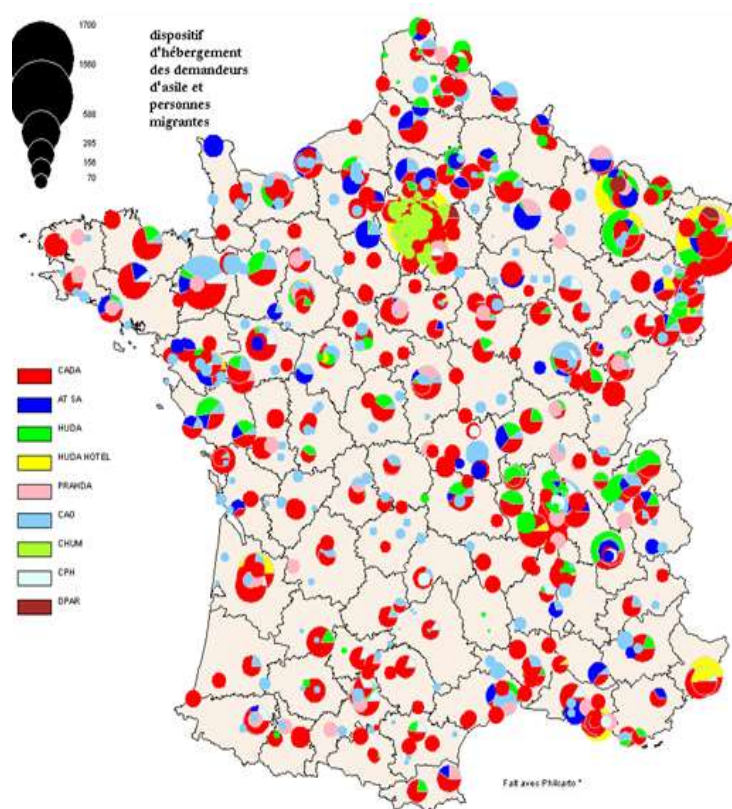 1700
1560
588
295
156
70
dispositif
d'hébergement
des demandeurs
d'asile et
personnes
migrantes
CADA
AT SA
HUDA
HUDA HOTEL
PRAHDA
CAO
CHUM
CPH
DPAR
Fait avec Philcarto *